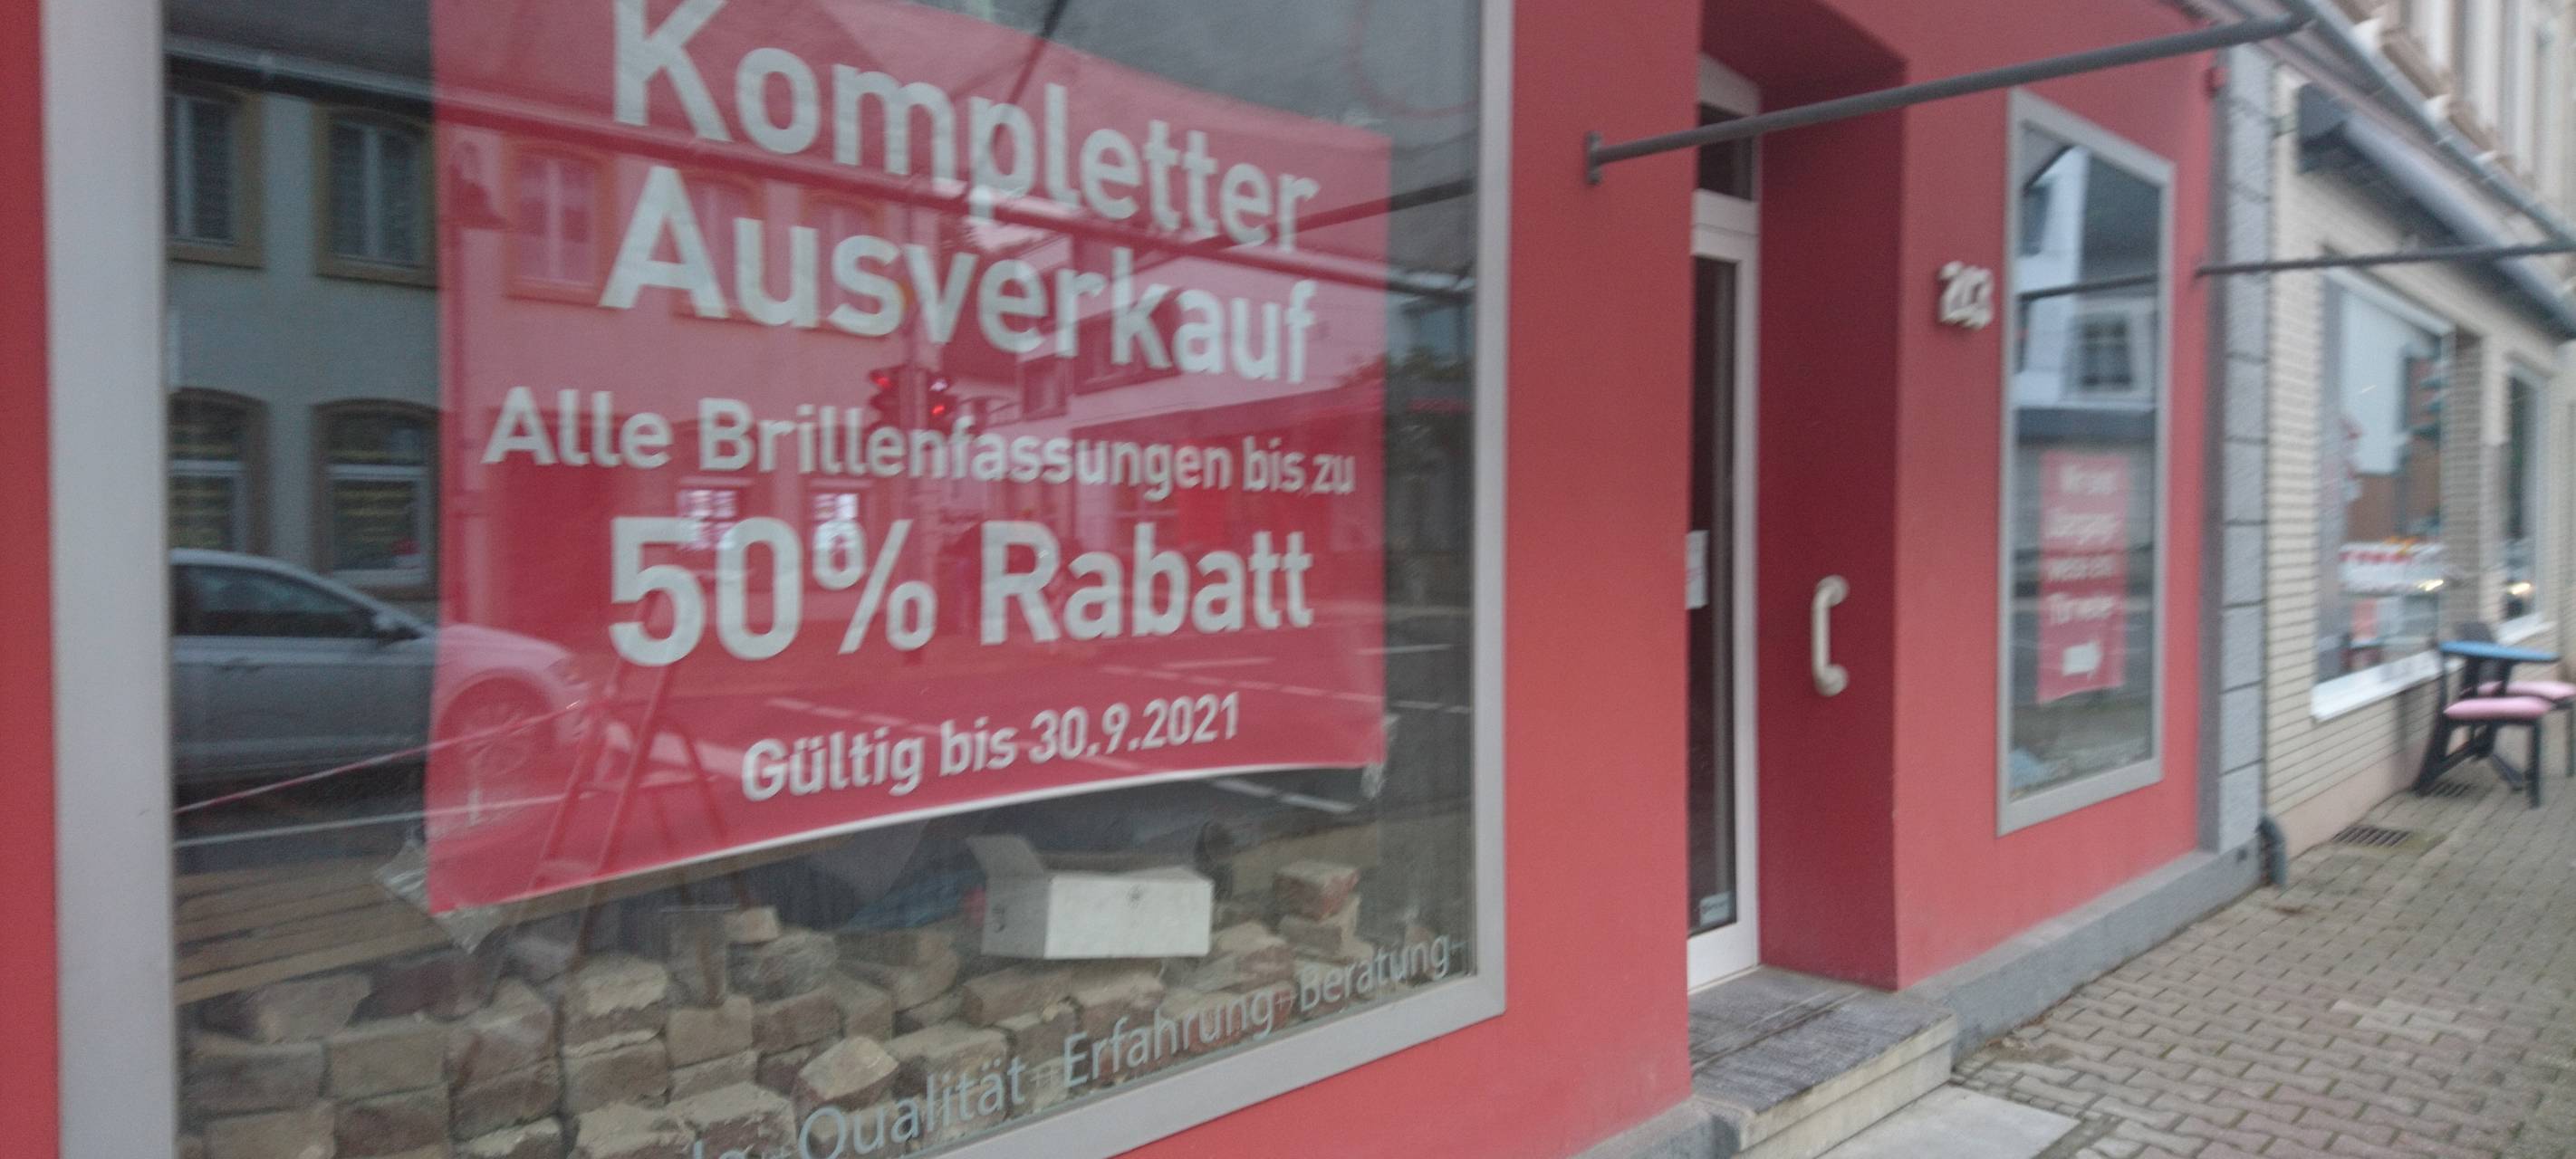 Kompletter
Ausverkauf
Alle Brillenfassungen bis zu
50% Rabatt
Gültig bis 30.9.2021
Qualität Erfahrung Beratung